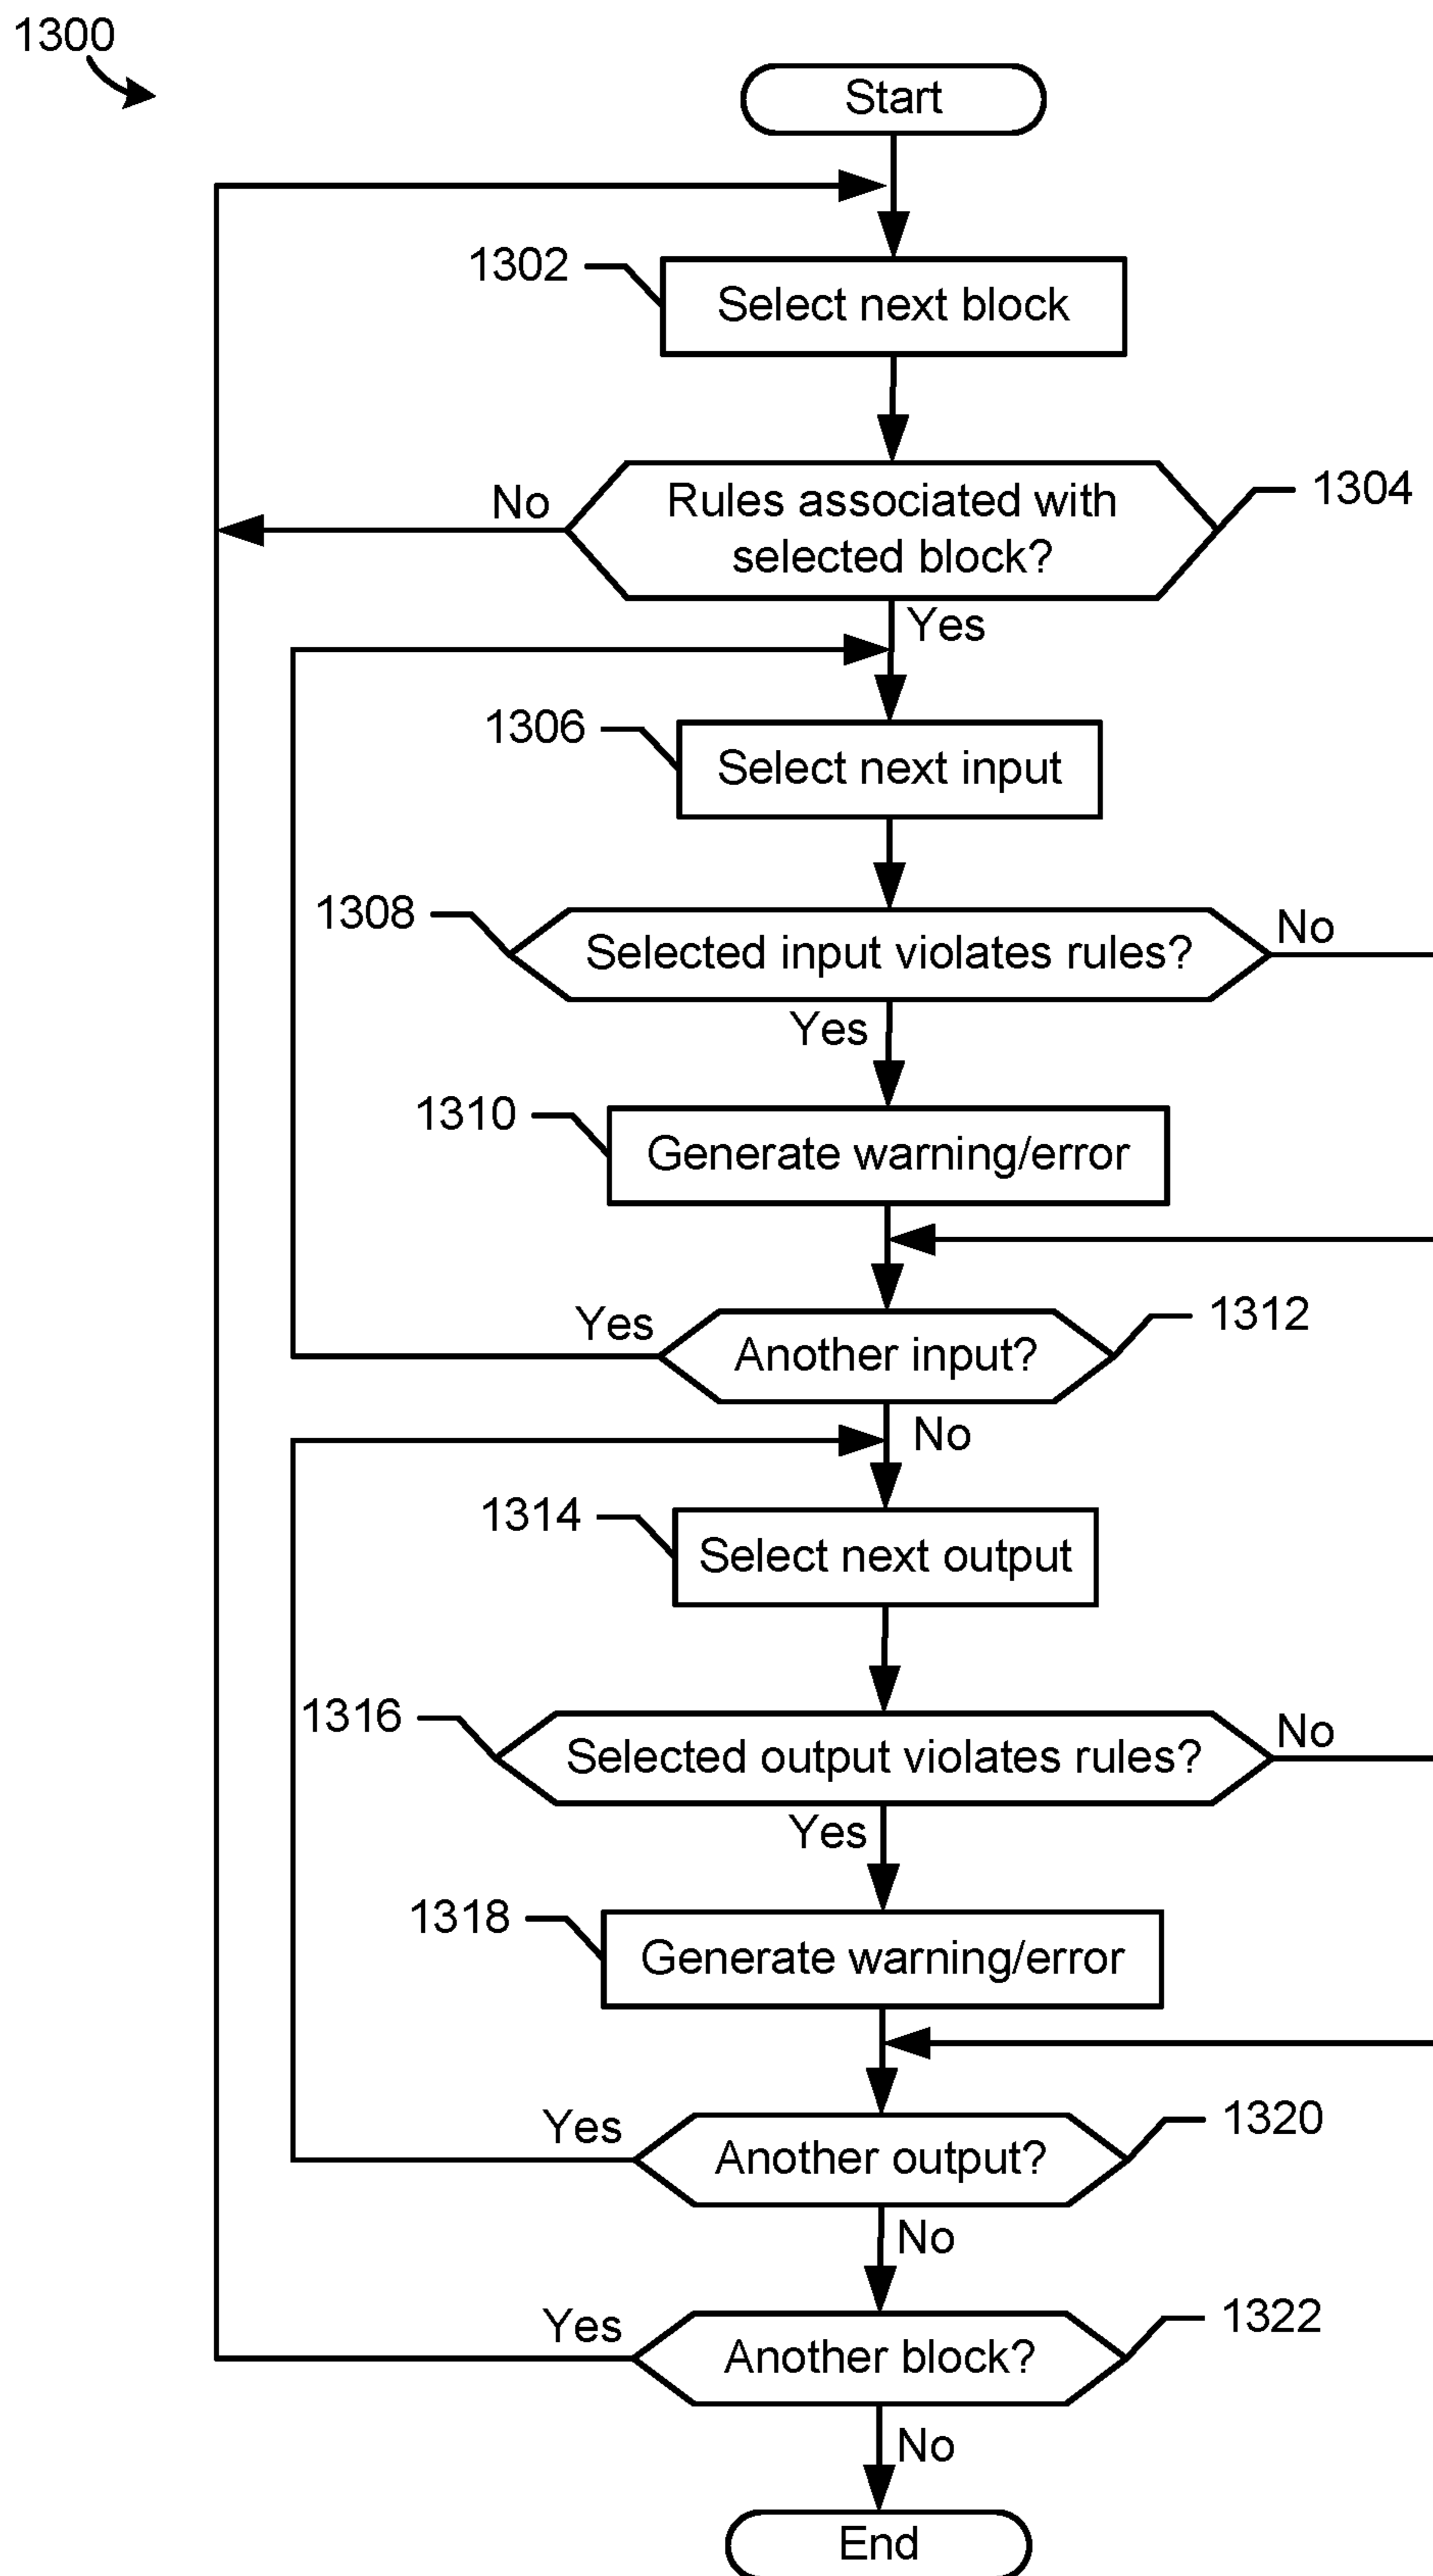 1300
Start
1302
Select next block
No
Rules associated with
selected block?
1304
Yes
1306
Select next input
1308
Selected input violates rules?
No
Yes
1310
Generate warning/error
Yes
Another input?
1312
No
1314
Select next output
1316
Selected output violates rules?
No
Yes
1318
Generate warning/error
Yes
Another output?
1320
No
Yes
Another block?
1322
No
End